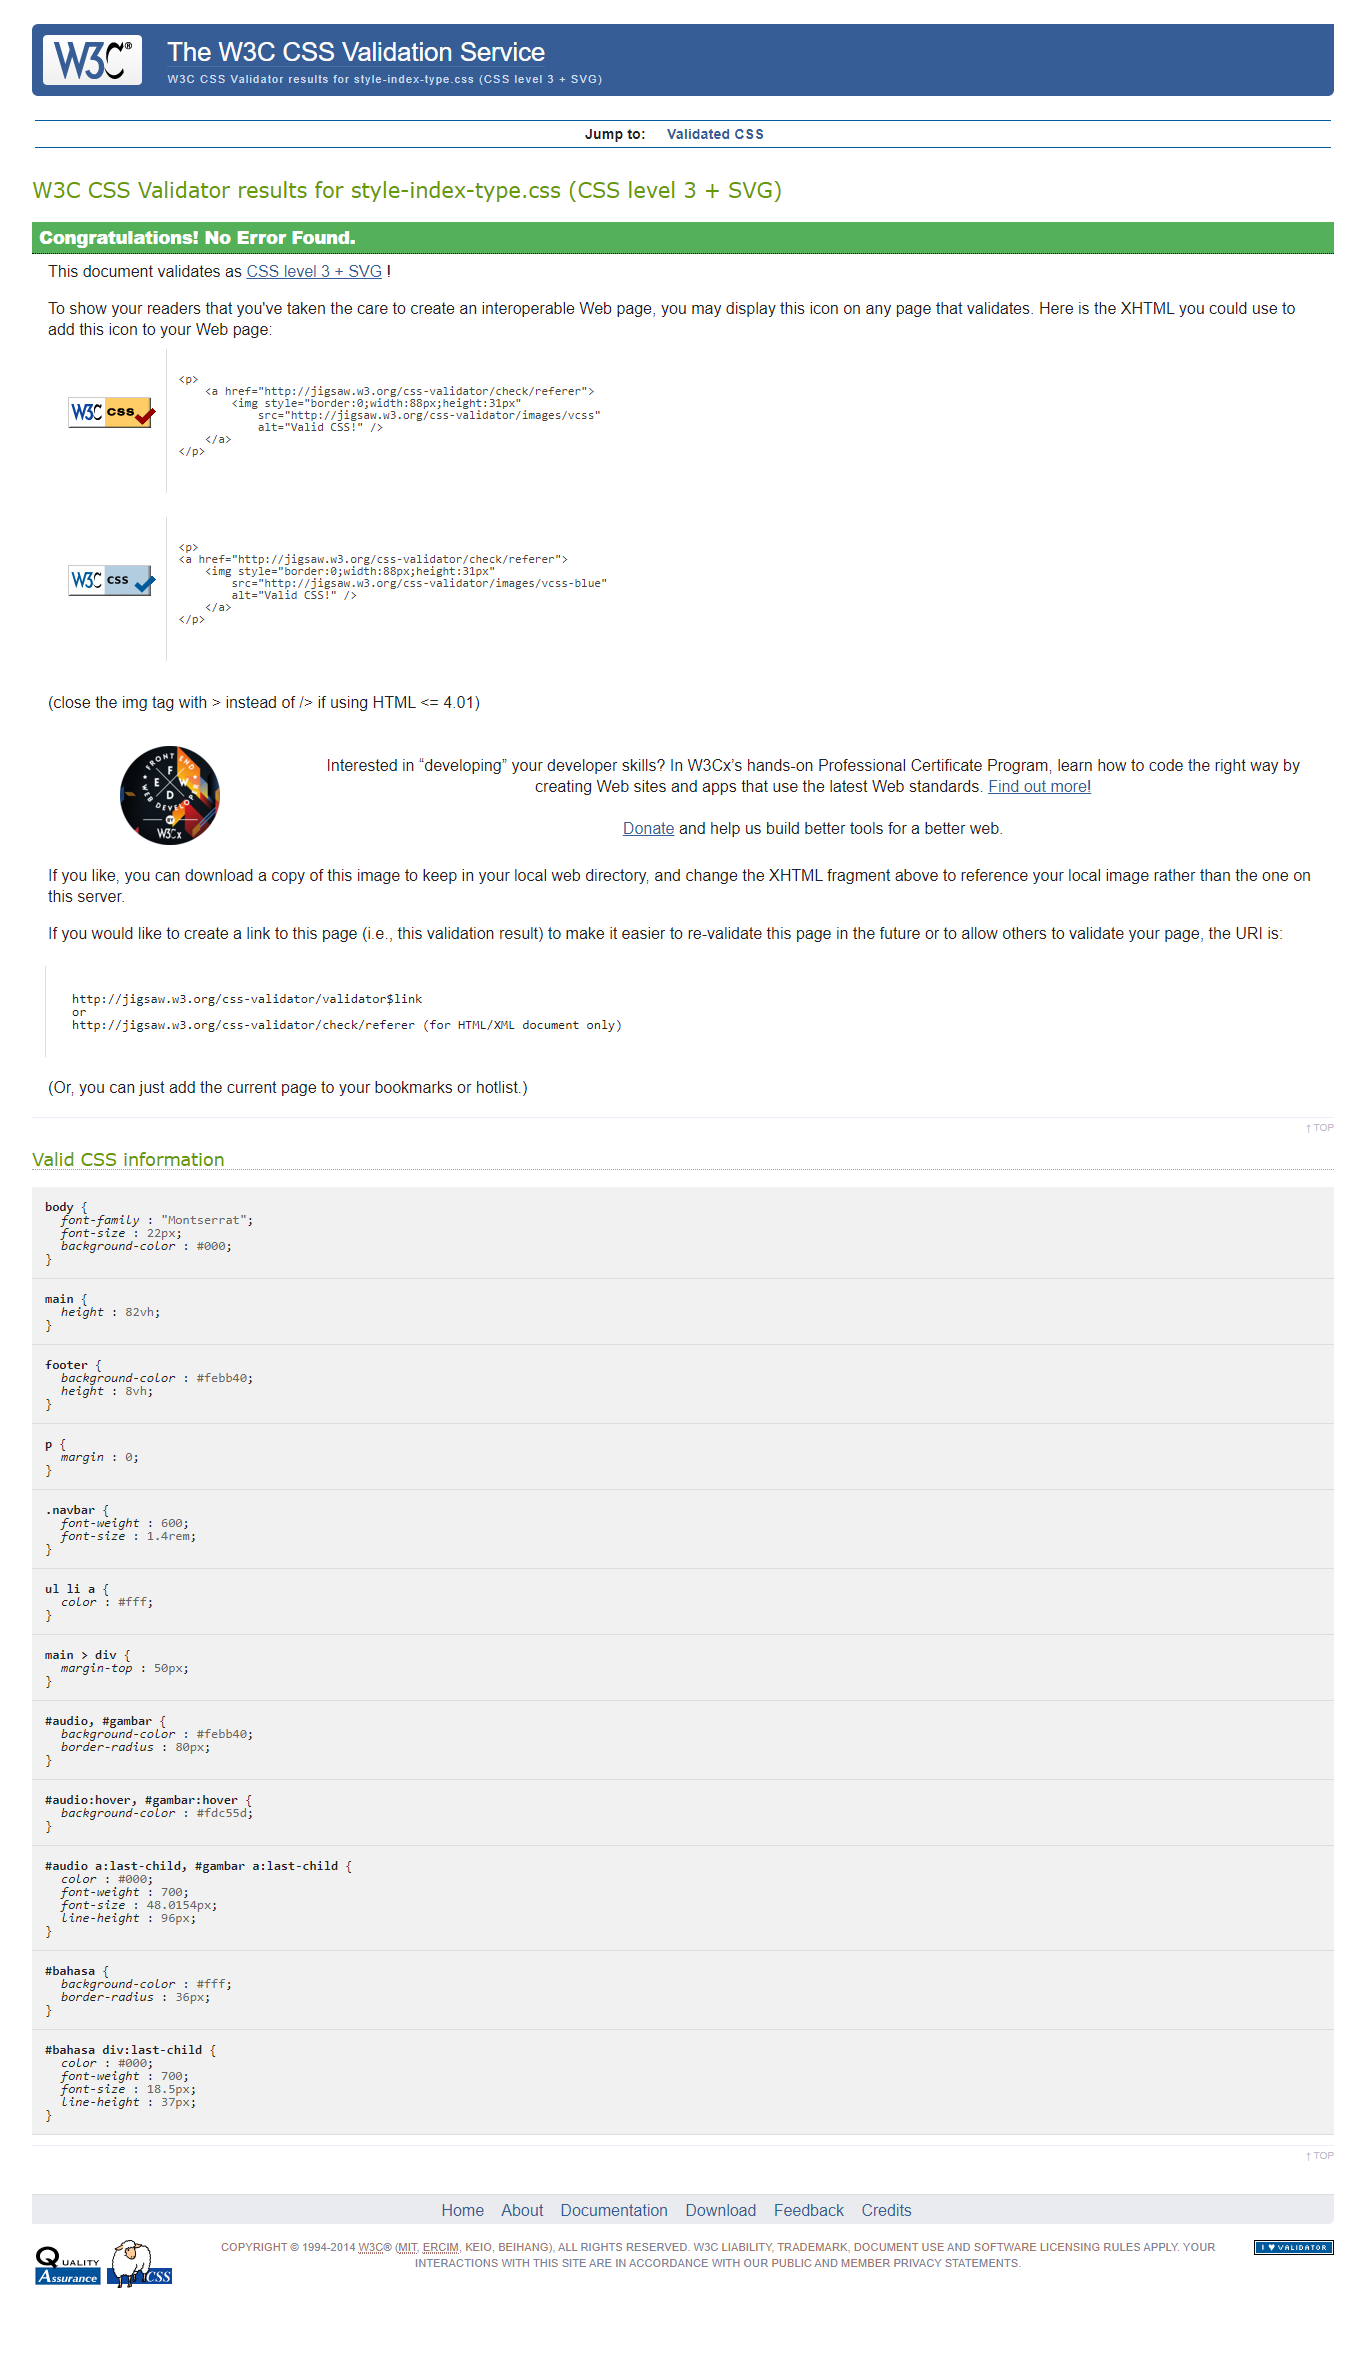 W3C®
The W3C CSS Validation Service
W3C CSS Validator results for style-index-type.css (CSS level 3 + SVG)
Jump to: Validated CSS
W3C CSS Validator results for style-index-type.css (CSS level 3 + SVG)
Congratulations! No Error Found.
This document validates as CSS level 3 + SVG !
To show your readers that you've taken the care to create an interoperable Web page, you may display this icon on any page that validates. Here is the XHTML you could use to
add this icon to your Web page:
W3C css
<p>
<a href="http://jigsaw.w3.org/css-validator/check/referer">
<img style="border:0;width:88px;height:31px"
src="http://jigsaw.w3.org/css-validator/images/vcss"
alt="Valid CSS!" />
</a>
</p>
W3C css
<p>
<a href="http://jigsaw.w3.org/css-validator/check/referer">
<img style="border:0;width:88px;height:31px"
src="http://jigsaw.w3.org/css-validator/images/vcss-blue"
alt="Valid CSS!" />
</a>
</p>
(close the img tag with > instead of /> if using HTML <= 4.01)
FRONT END
F
E W
D
WEB DEVELOPER
BY
W3Cx
Interested in “developing” your developer skills? In W3Cx’s hands-on Professional Certificate Program, learn how to code the right way by
creating Web sites and apps that use the latest Web standards. Find out more!
Donate and help us build better tools for a better web.
If you like, you can download a copy of this image to keep in your local web directory, and change the XHTML fragment above to reference your local image rather than the one on
this server.
If you would like to create a link to this page (i.e., this validation result) to make it easier to re-validate this page in the future or to allow others to validate your page, the URI is:
http://jigsaw.w3.org/css-validator/validator$link
or
http://jigsaw.w3.org/css-validator/check/referer (for HTML/XML document only)
(Or, you can just add the current page to your bookmarks or hotlist.)
↑ TOP
Valid CSS information
body {
font-family : "Montserrat";
font-size : 22px;
background-color : #000;
}
main {
height : 82vh;
}
footer {
background-color : #febb40;
height : 8vh;
}
p {
margin : 0;
}
.navbar {
font-weight : 600;
font-size : 1.4rem;
}
ul li a {
color : #fff;
}
main > div {
margin-top : 50px;
}
#audio, #gambar {
background-color : #febb40;
border-radius : 80px;
}
#audio:hover, #gambar:hover {
background-color : #fdc55d;
}
#audio a:last-child, #gambar a:last-child {
color : #000;
font-weight : 700;
font-size : 48.0154px;
line-height : 96px;
}
#bahasa {
background-color : #fff;
border-radius : 36px;
}
#bahasa div:last-child {
color : #000;
font-weight : 700;
font-size : 18.5px;
line-height : 37px;
}
↑ TOP
Home About Documentation Download Feedback Credits
QUALITY
Assurance
CSS
COPYRIGHT © 1994-2014 W3C® (MIT, ERCIM, KEIO, BEIHANG), ALL RIGHTS RESERVED. W3C LIABILITY, TRADEMARK, DOCUMENT USE AND SOFTWARE LICENSING RULES APPLY. YOUR
INTERACTIONS WITH THIS SITE ARE IN ACCORDANCE WITH OUR PUBLIC AND MEMBER PRIVACY STATEMENTS.
I ♥ VALIDATOR